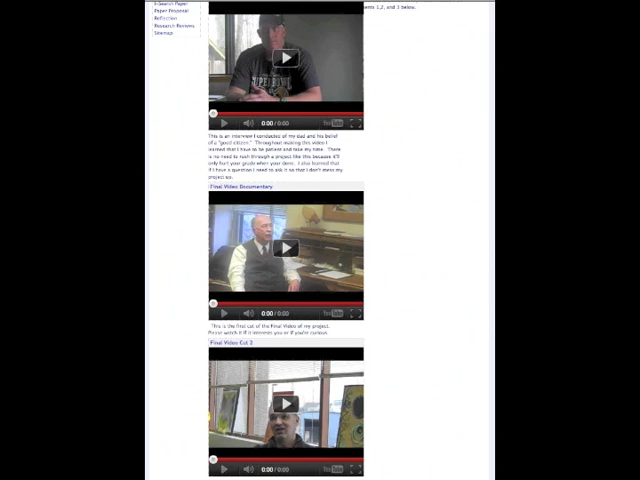 I-Search Paper
Paper Proposal
Reflection
Research Reviews
Sitemap
ents 1,2, and 3 below.
SUPERBOWL
0:00 / 0:00
YouTube
This is an interview I conducted of my dad and his belief
of a "good citizen." Throughout making this video I
learned that I have to be patient and take my time. There
is no need to rush through a project like this because it'll
only hurt your grade when your done. I also learned that
if I have a question I need to ask it so that I don't mess my
project up.
Final Video Documentary
0:00 / 0:00
YouTube
This is the first cut of the Final Video of my project.
Please watch it if it interests you or if you're curious.
Final Video Cut 2
0:00 / 0:00
YouTube